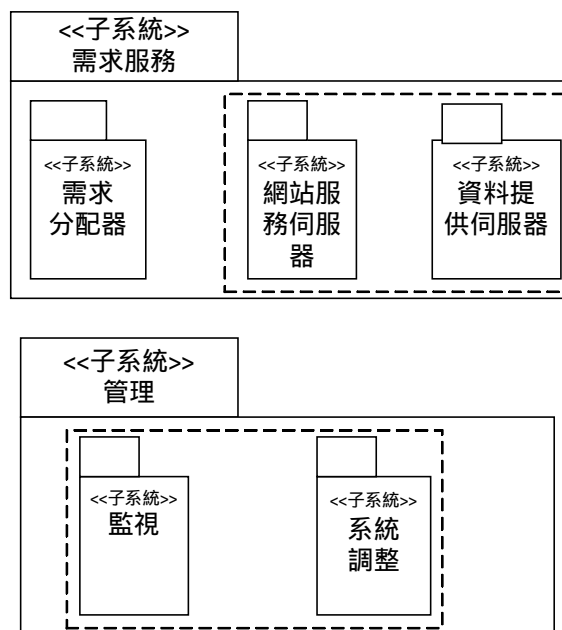 <<子系統>>
需求服務
<<子系統>>
需求
分配器
<<子系統>>
網站服
務伺服
器
<<子系統>>
資料提
供伺服器
<<子系統>>
管理
<<子系統>>
監視
<<子系統>>
系統
調整